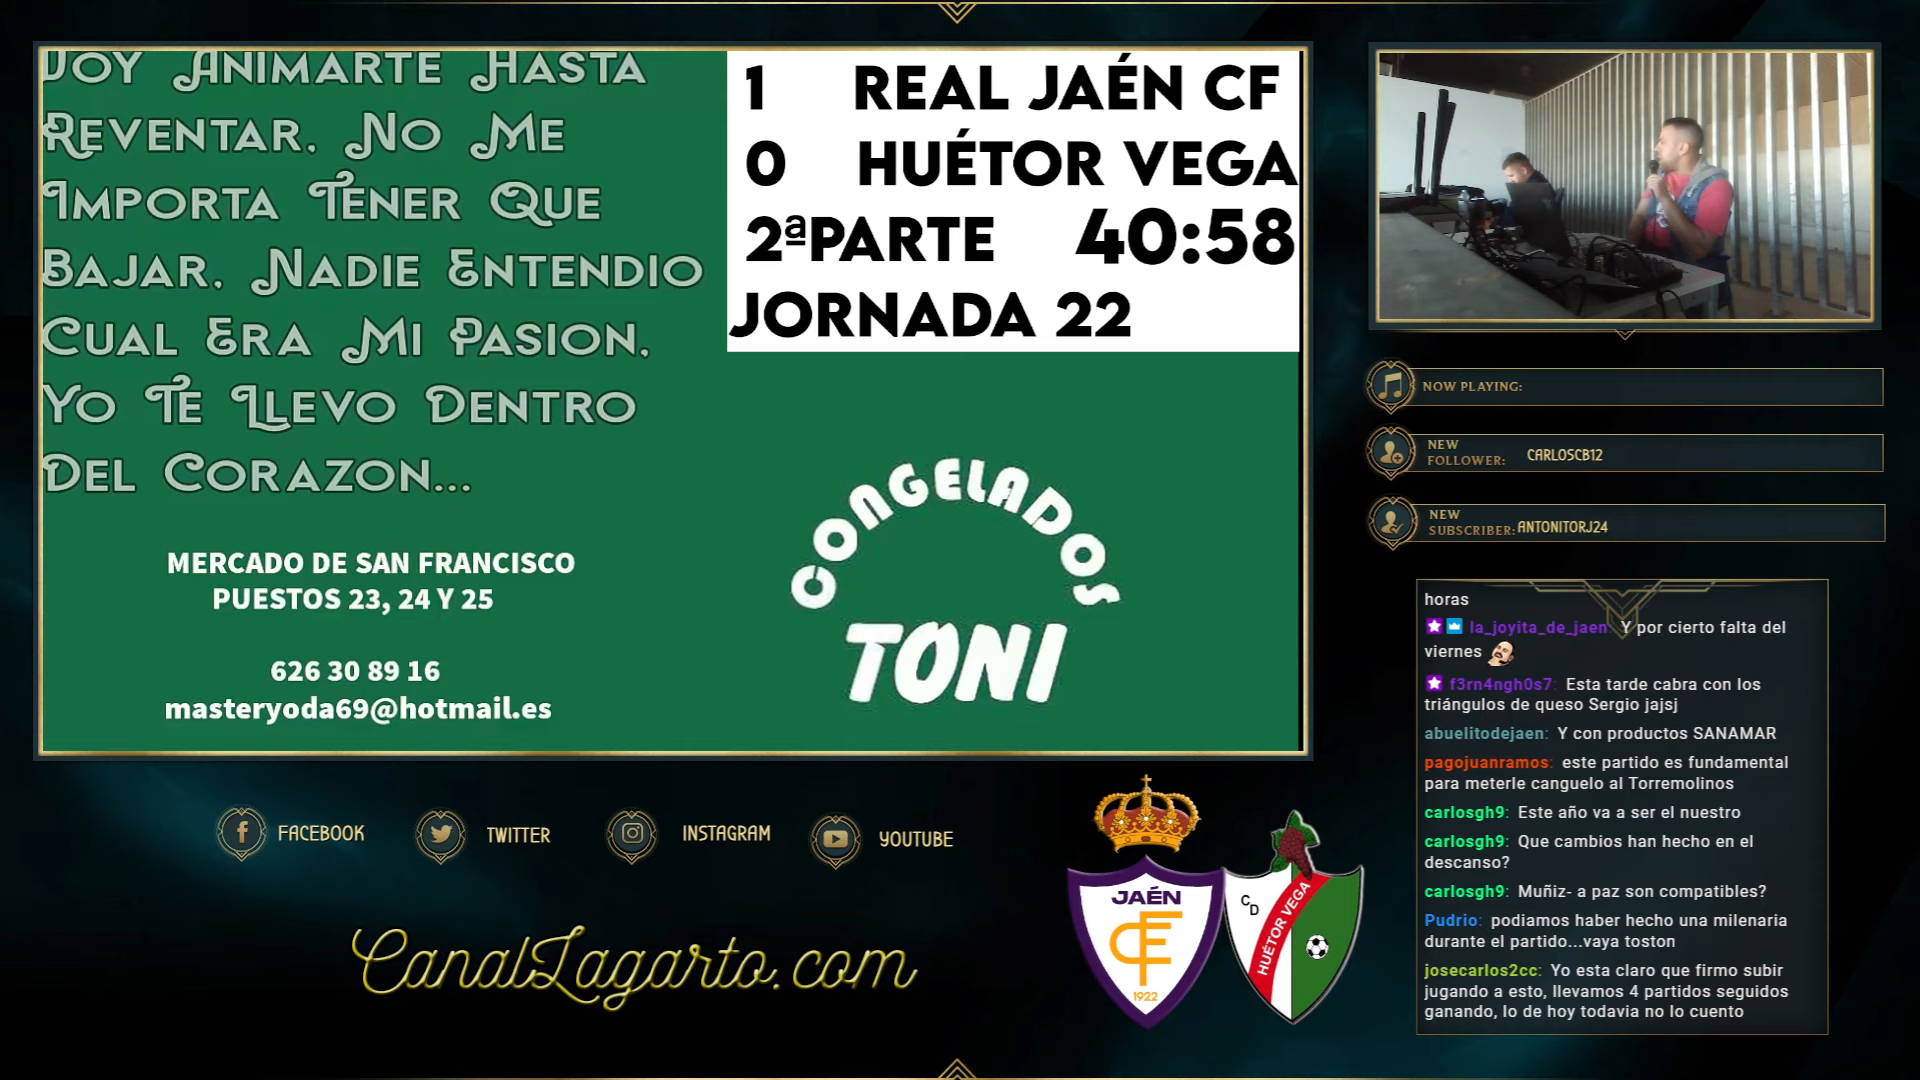 Voy Animarte Hasta
Reventar. No Me
Importa Tener Que
Bajar. Nadie Entendio
Cual Era Mi Pasion.
Yo Te Llevo Dentro
Del Corazon...
MERCADO DE SAN FRANCISCO
PUESTOS 23, 24 Y 25
626 30 89 16
masteryoda69@hotmail.es
1 REAL JAÉN CF
0 HUÉTOR VEGA
2ªPARTE 40:58
JORNADA 22
CONGELADOS
TONI
NOW PLAYING:
NEW
FOLLOWER: CARLOSCB12
NEW
SUBSCRIBER: ANTONITORJ24
horas
la_joyita_de_jaen: Y por cierto falta del
viernes
f3rn4ngh0s7: Esta tarde cabra con los
triángulos de queso Sergio jajsj
abuelitodejaen: Y con productos SANAMAR
pagojuanramos: este partido es fundamental
para meterle canguelo al Torremolinos
carlosgh9: Este año va a ser el nuestro
carlosgh9: Que cambios han hecho en el
descanso?
carlosgh9: Muñiz- a paz son compatibles?
Pudrio: podiamos haber hecho una milenaria
durante el partido...vaya toston
josecarlos2cc: Yo esta claro que firmo subir
jugando a esto, llevamos 4 partidos seguidos
ganando, lo de hoy todavia no lo cuento
FACEBOOK
TWITTER
INSTAGRAM
YOUTUBE
CanalLagarto.com
JAÉN
CF
1922
CD
HUÉTOR VEGA